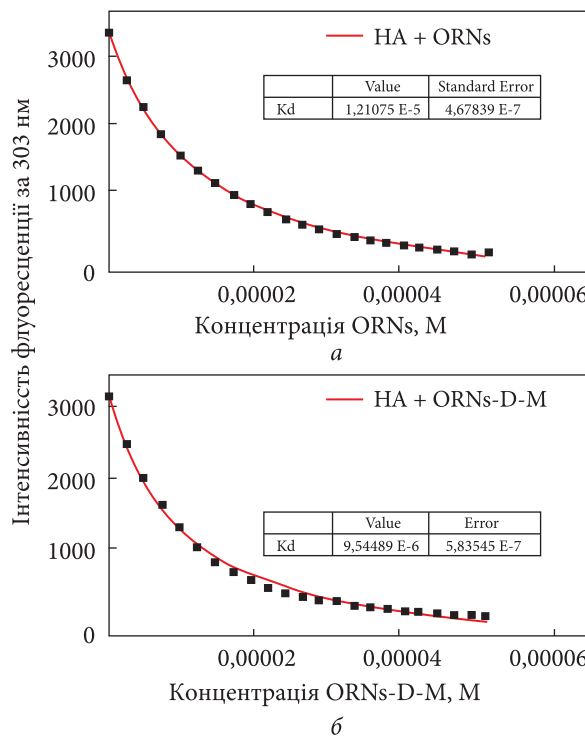 Інтенсивніссть флуоресценції за 303 нм
3000
2000
1000
0
HA + ORNs
Value Standard Error
Kd 1,21075 E-5 4,67839 E-7
0,00002 0,00004 0,00006
Концентрація ORNs, М
а
3000
2000
1000
0
HA + ORNs-D-M
Value Error
Kd 9,54489 E-6 5,83545 E-7
0,00002 0,00004 0,00006
Концентрація ORNs-D-M, М
б